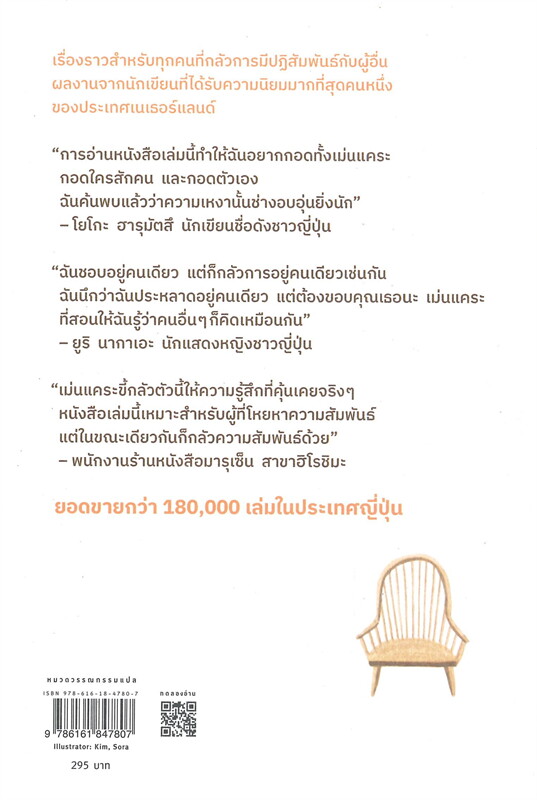 เรื่องราวสำหรับทุกคนที่กลัวการมีปฏิสัมพันธ์กับผู้อื่น
ผลงานจากนักเขียนที่ได้รับความนิยมมากที่สุดคนหนึ่ง
ของประเทศเนเธอร์แลนด์
“การอ่านหนังสือเล่มนี้ทำให้ฉันอยากกอดทั้งเม่นแคระ
กอดใครสักคน และกอดตัวเอง
ฉันค้นพบแล้วว่าความเหงานั้นช่างอบอุ่นยิ่งนัก”
– โยโกะ ฮารุมัตสึ นักเขียนชื่อดังชาวญี่ปุ่น
“ฉันชอบอยู่คนเดียว แต่ก็กลัวการอยู่คนเดียวเช่นกัน
ฉันนึกว่าฉันประหลาดอยู่คนเดียว แต่ต้องขอบคุณเธอนะ เม่นแคระ
ที่สอนให้ฉันรู้ว่าคนอื่นๆ ก็คิดเหมือนกัน”
– ยูริ นากาเอะ นักแสดงหญิงชาวญี่ปุ่น
“เม่นแคระขี้กลัวตัวนี้ให้ความรู้สึกที่คุ้นเคยจริงๆ
หนังสือเล่มนี้เหมาะสำหรับผู้ที่โหยหาความสัมพันธ์
แต่ในขณะเดียวกันก็กลัวความสัมพันธ์ด้วย”
– พนักงานร้านหนังสือมารุเซ็น สาขาฮิโรชิมะ
ยอดขายกว่า 180,000 เล่มในประเทศญี่ปุ่น
หมวดวรรณกรรมแปล
ISBN 978-616-18-4780-7
ทดลองอ่าน
9 786161 847807
Illustrator: Kim, Sora
295 บาท